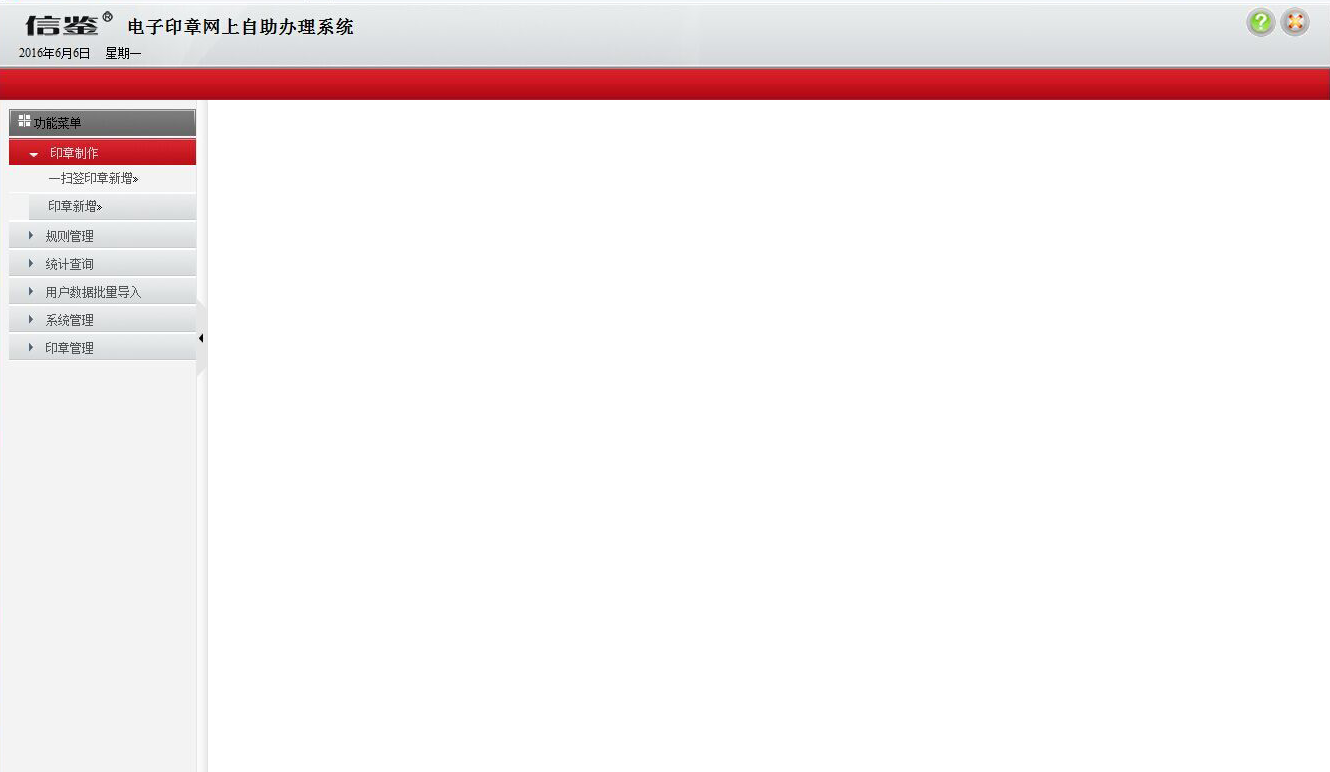 信鉴® 电子印章网上自助办理系统
2016年6月6日 星期一
功能菜单
印章制作
一扫签印章新增»
印章新增»
规则管理
统计查询
用户数据批量导入
系统管理
印章管理